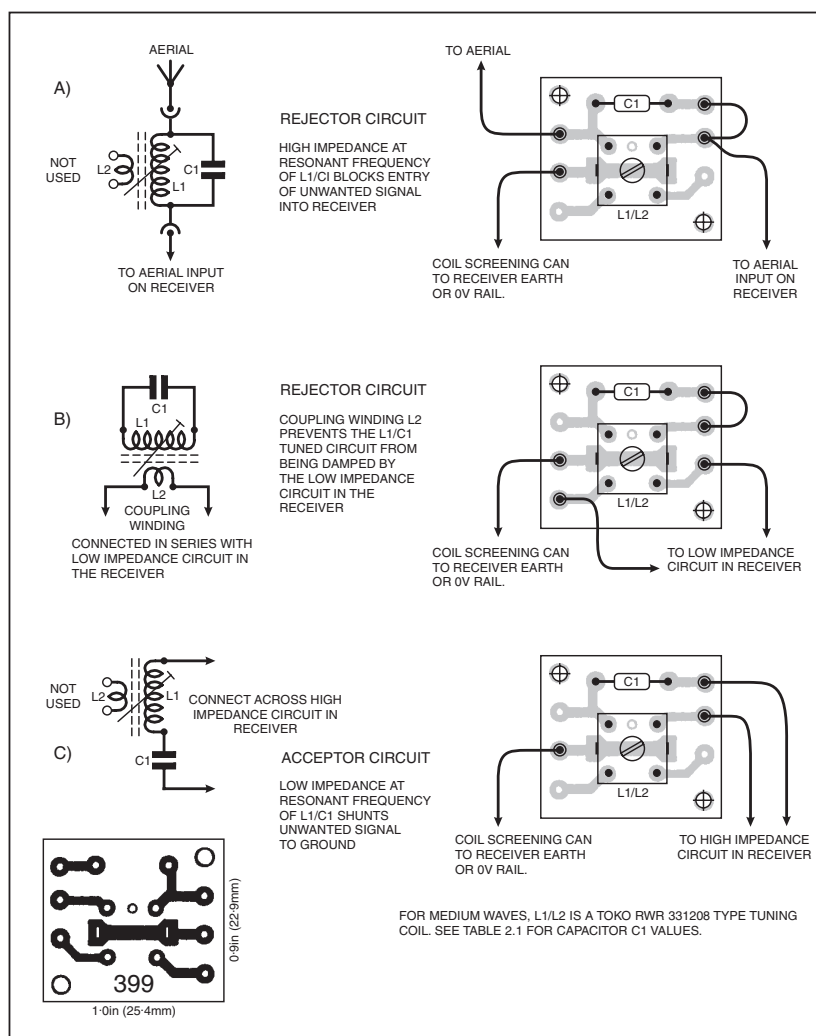 A)
AERIAL
NOT
USED
L2
L1
C1
TO AERIAL INPUT
ON RECEIVER
REJECTOR CIRCUIT
HIGH IMPEDANCE AT
RESONANT FREQUENCY
OF L1/CI BLOCKS ENTRY
OF UNWANTED SIGNAL
INTO RECEIVER
TO AERIAL
C1
L1/L2
COIL SCREENING CAN
TO RECEIVER EARTH
OR 0V RAIL.
TO AERIAL
INPUT ON
RECEIVER
B)
C1
L1
L2
COUPLING
WINDING
CONNECTED IN SERIES WITH
LOW IMPEDANCE CIRCUIT IN
THE RECEIVER
REJECTOR CIRCUIT
COUPLING WINDING L2
PREVENTS THE L1/C1
TUNED CIRCUIT FROM
BEING DAMPED BY
THE LOW IMPEDANCE
CIRCUIT IN THE
RECEIVER
C1
L1/L2
COIL SCREENING CAN
TO RECEIVER EARTH
OR 0V RAIL.
TO LOW IMPEDANCE
CIRCUIT IN RECEIVER
C)
NOT
USED
L2
L1
C1
CONNECT ACROSS HIGH
IMPEDANCE CIRCUIT IN
RECEIVER
ACCEPTOR CIRCUIT
LOW IMPEDANCE AT
RESONANT FREQUENCY
OF L1/C1 SHUNTS
UNWANTED SIGNAL
TO GROUND
C1
L1/L2
COIL SCREENING CAN
TO RECEIVER EARTH
OR 0V RAIL.
TO HIGH IMPEDANCE
CIRCUIT IN RECEIVER
399
0·9in (22·9mm)
1·0in (25·4mm)
FOR MEDIUM WAVES, L1/L2 IS A TOKO RWR 331208 TYPE TUNING
COIL. SEE TABLE 2.1 FOR CAPACITOR C1 VALUES.